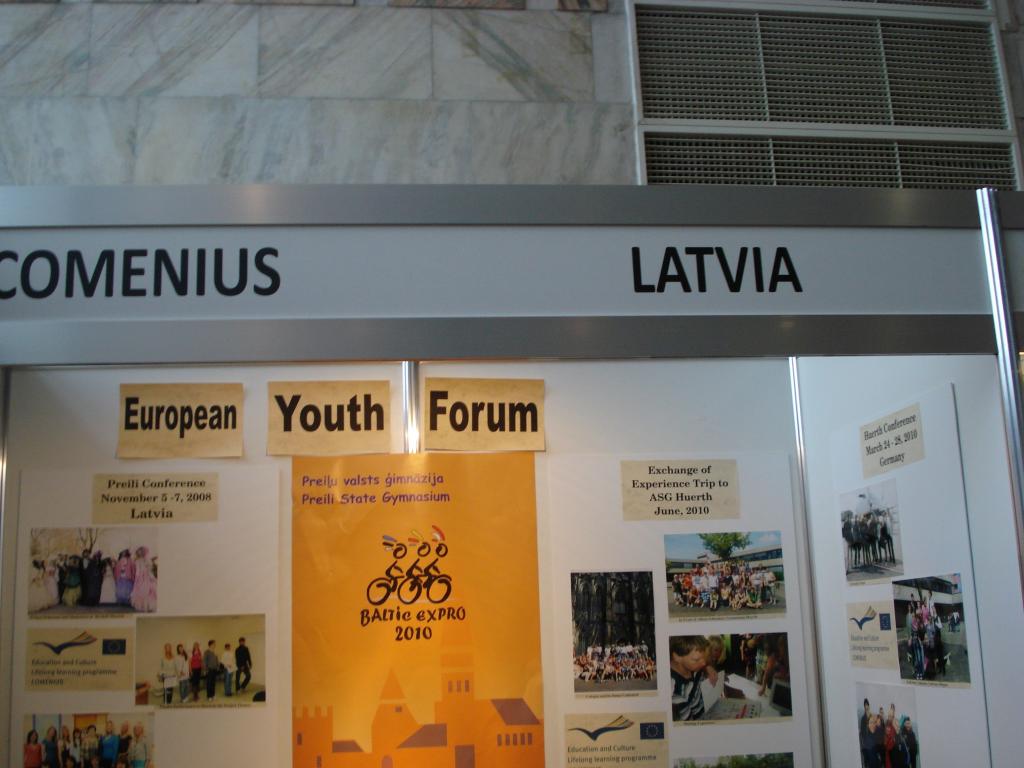 COMENIUS
LATVIA
European
Youth
Forum
Preili Conference
November 5 -7, 2008
Latvia
Preiļu valsts ģimnāzija
Preili State Gymnasium
BALTIC EXPRO
2010
Exchange of
Experience Trip to
ASG Huerth
June, 2010
Huerth Conference
March 24 - 28, 2010
Germany
Education and Culture
Lifelong learning programme
COMENIUS
Education and Culture
Lifelong learning programme